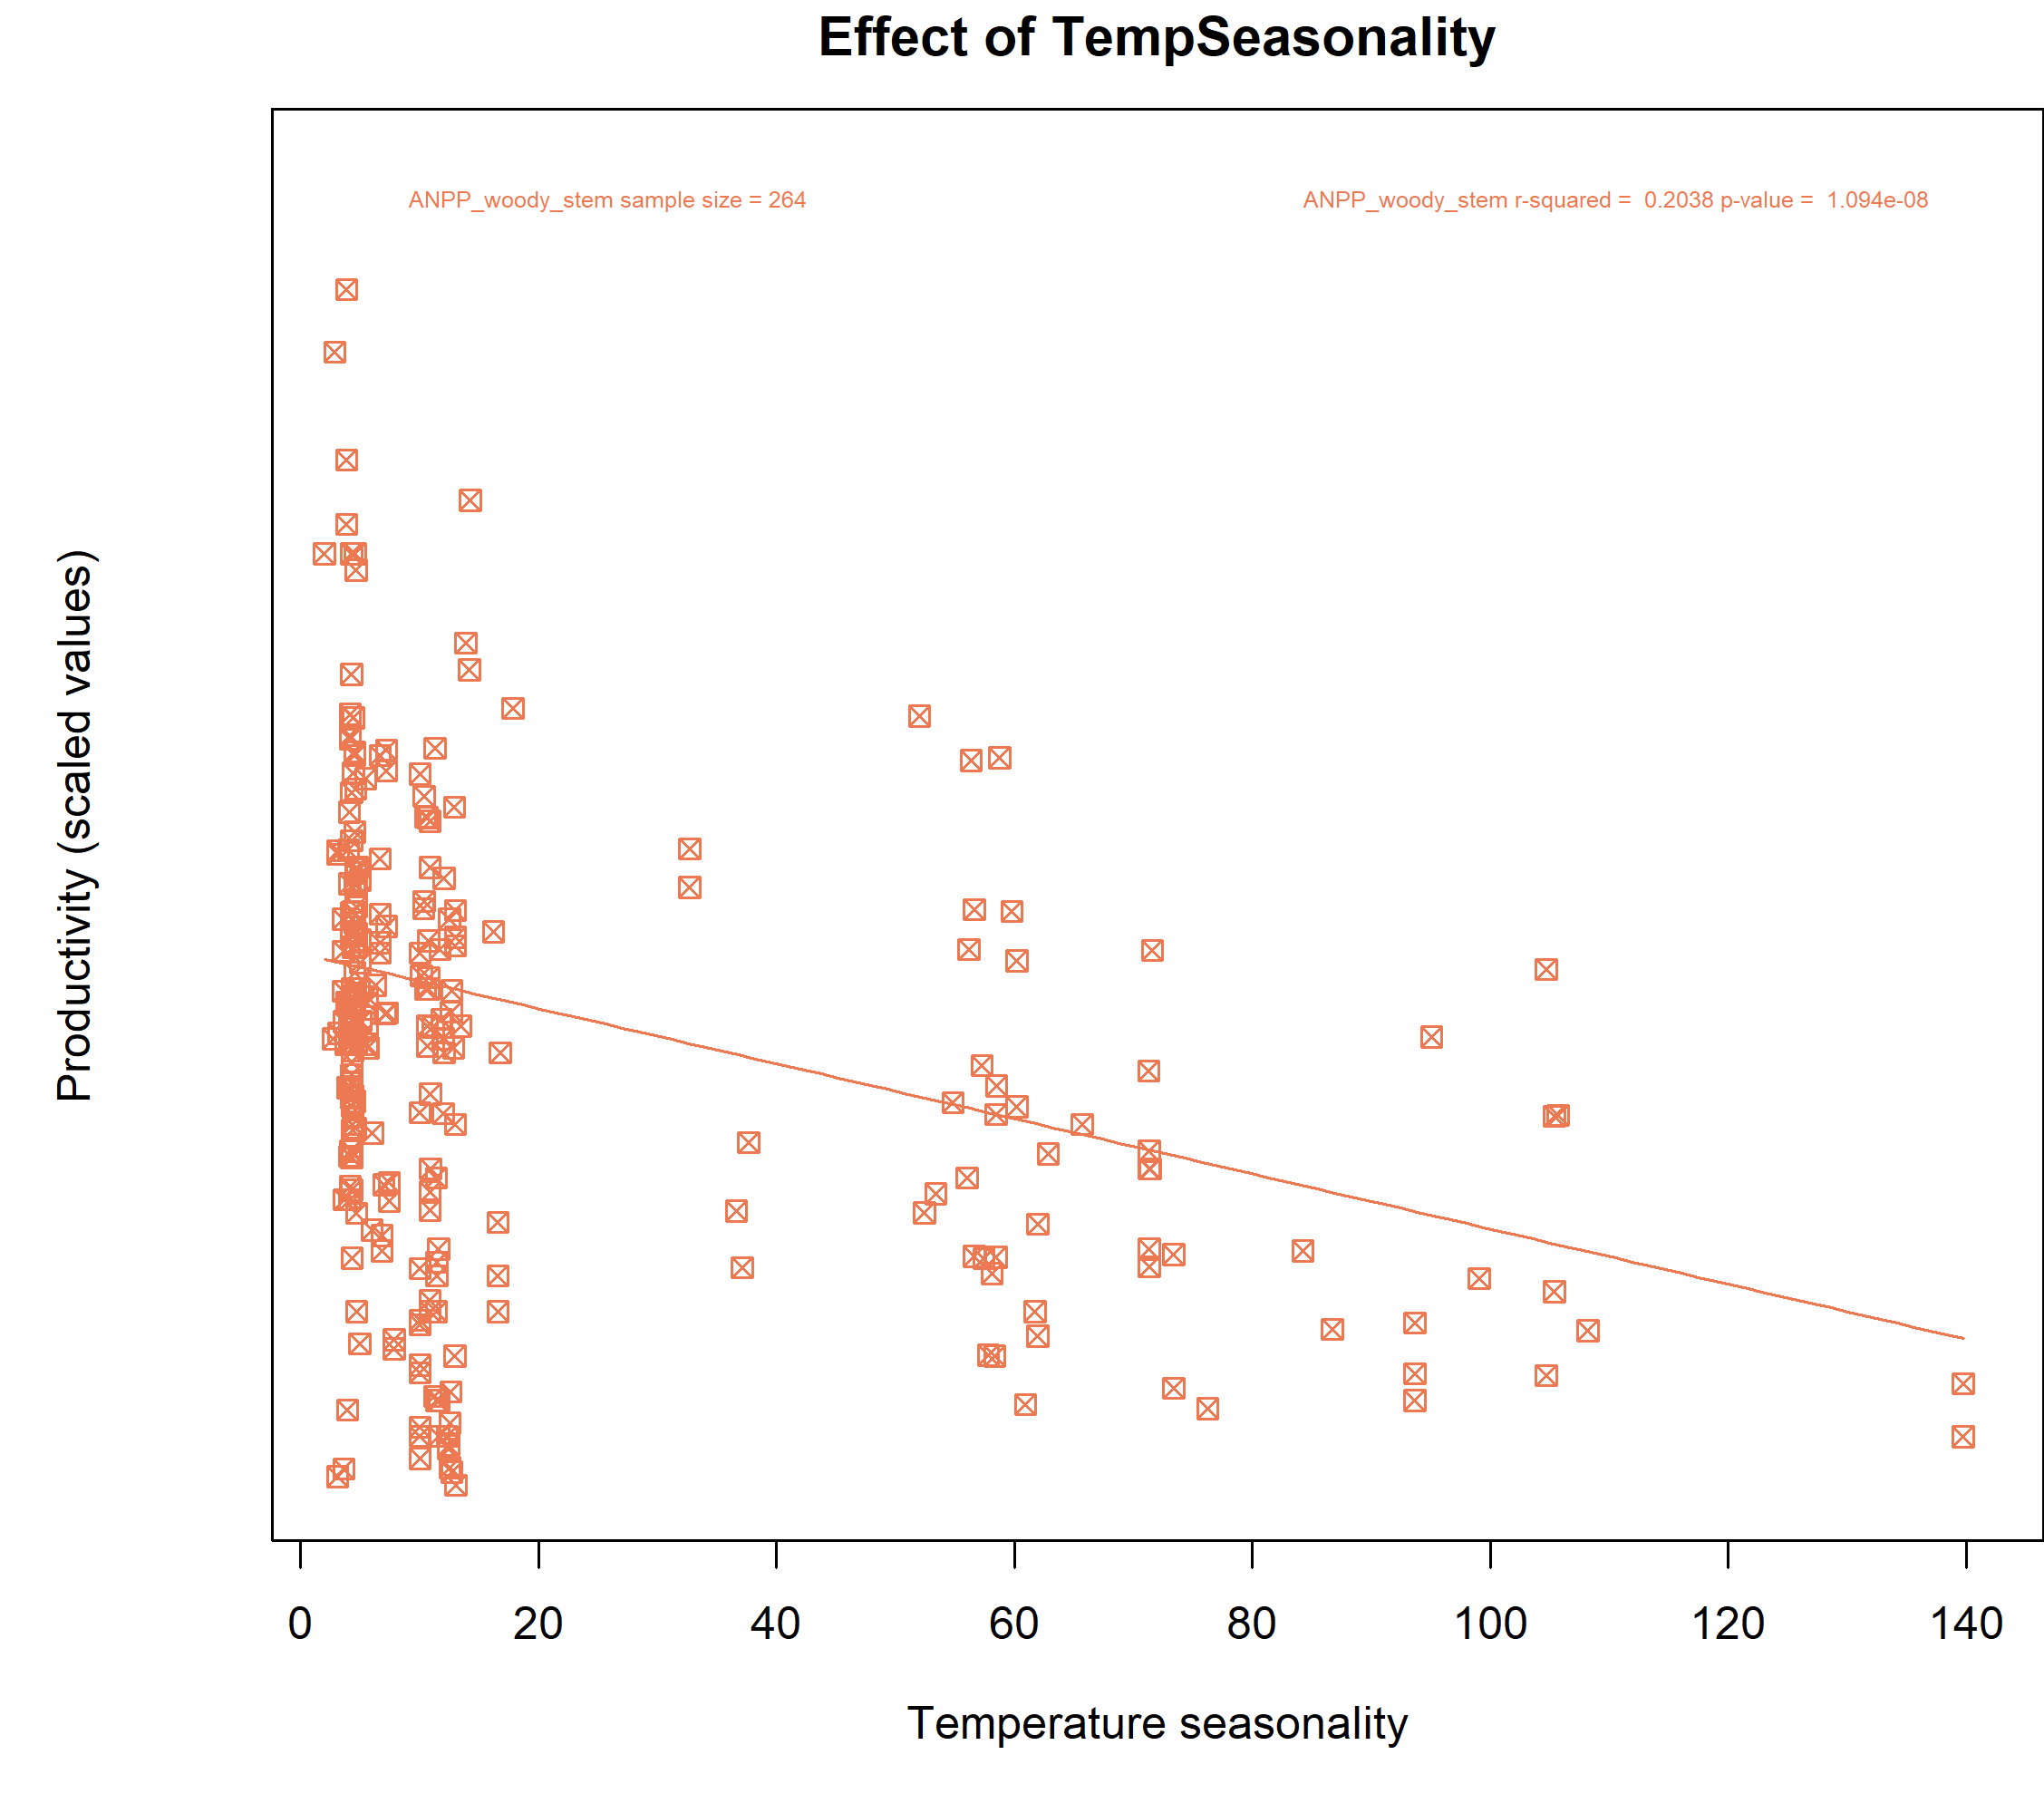 Effect of TempSeasonality
ANPP_woody_stem sample size = 264
ANPP_woody_stem r-squared =  0.2038 p-value =  1.094e-08
Productivity (scaled values)
0 20 40 60 80 100 120 140
Temperature seasonality